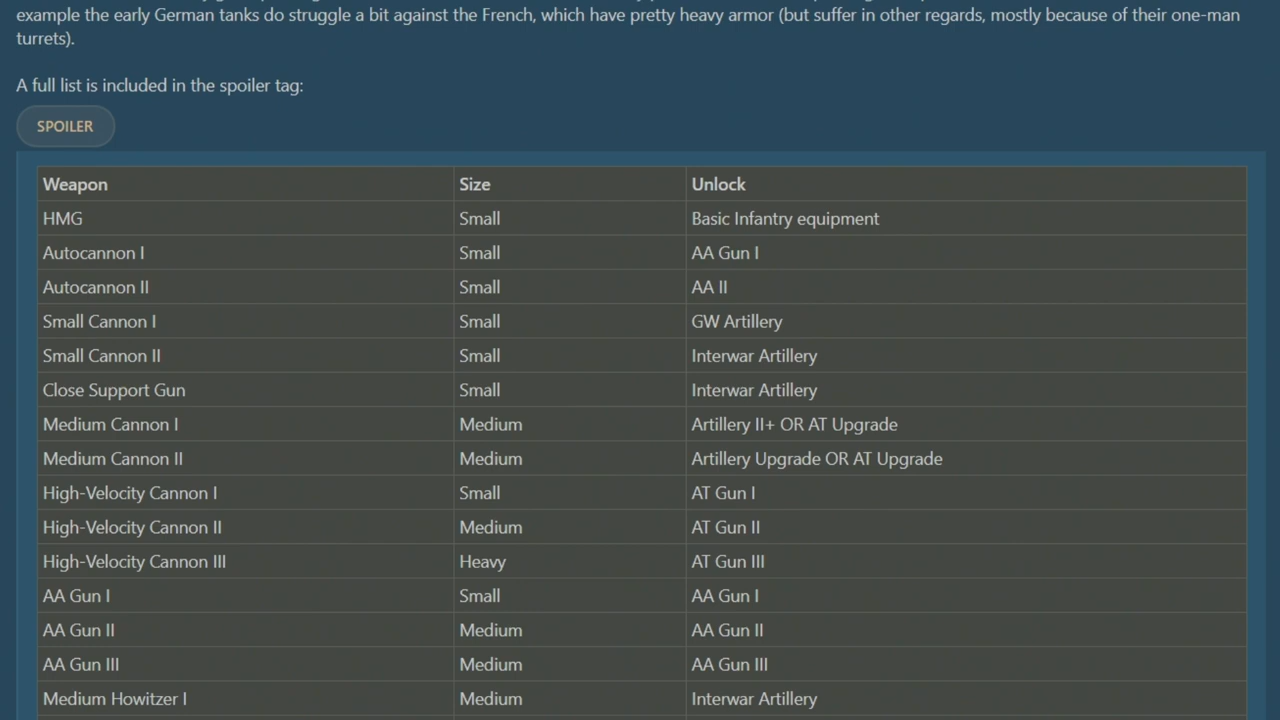 example the early German tanks do struggle a bit against the French, which have pretty heavy armor (but suffer in other regards, mostly because of their one-man
turrets).
A full list is included in the spoiler tag:
SPOILER
Weapon Size Unlock
HMG Small Basic Infantry equipment
Autocannon I Small AA Gun I
Autocannon II Small AA II
Small Cannon I Small GW Artillery
Small Cannon II Small Interwar Artillery
Close Support Gun Small Interwar Artillery
Medium Cannon I Medium Artillery II+ OR AT Upgrade
Medium Cannon II Medium Artillery Upgrade OR AT Upgrade
High-Velocity Cannon I Small AT Gun I
High-Velocity Cannon II Medium AT Gun II
High-Velocity Cannon III Heavy AT Gun III
AA Gun I Small AA Gun I
AA Gun II Medium AA Gun II
AA Gun III Medium AA Gun III
Medium Howitzer I Medium Interwar Artillery